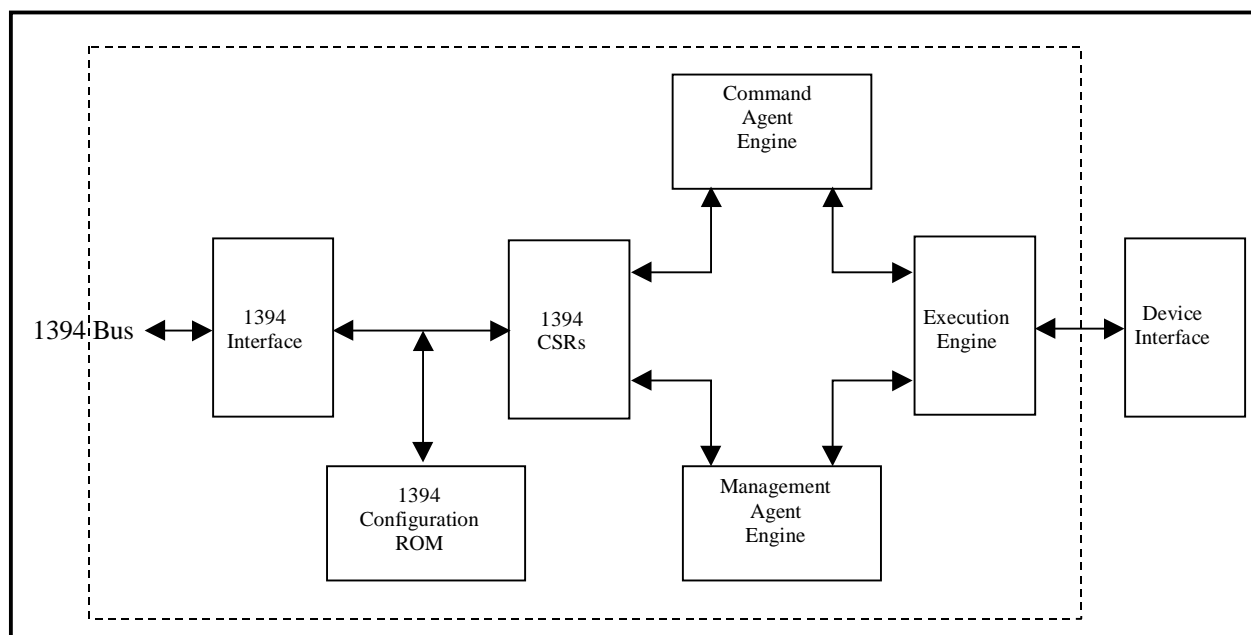 Command
Agent
Engine
1394 Bus
1394
Interface
1394
CSRs
Execution
Engine
Device
Interface
1394
Configuration
ROM
Management
Agent
Engine